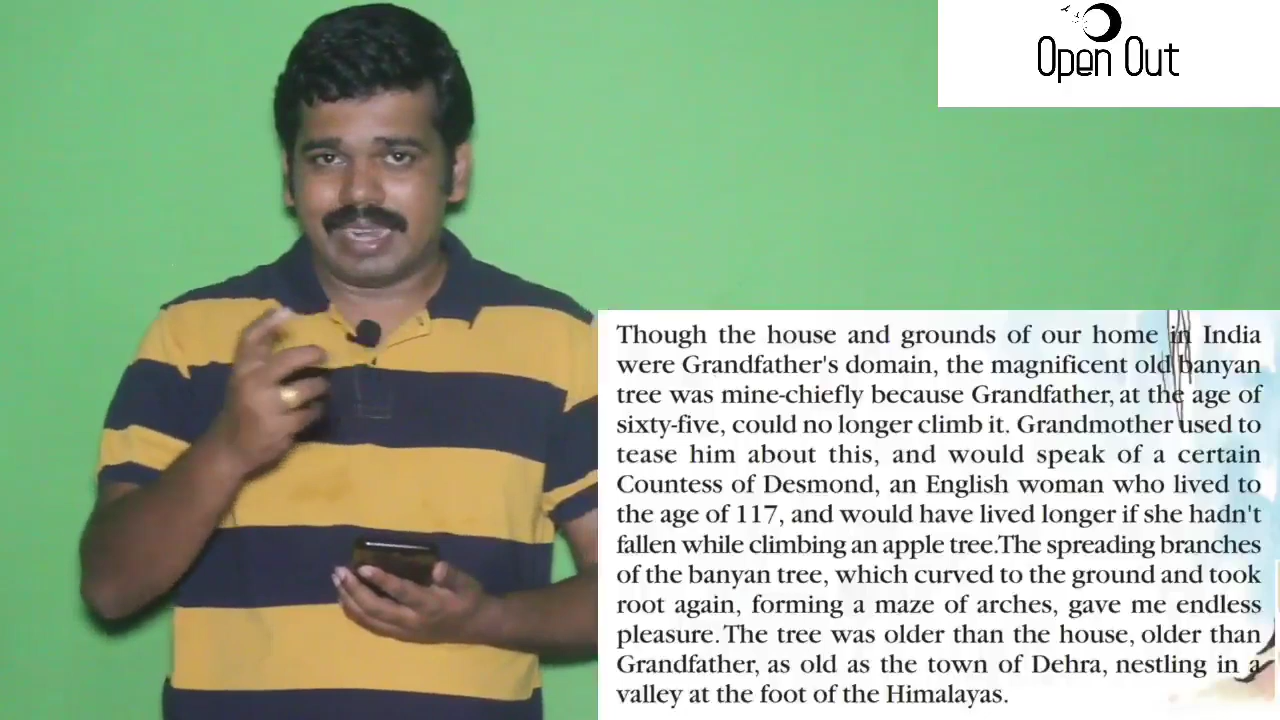 Open Out
Though the house and grounds of our home in India
were Grandfather's domain, the magnificent old banyan
tree was mine-chiefly because Grandfather, at the age of
sixty-five, could no longer climb it. Grandmother used to
tease him about this, and would speak of a certain
Countess of Desmond, an English woman who lived to
the age of 117, and would have lived longer if she hadn't
fallen while climbing an apple tree.The spreading branches
of the banyan tree, which curved to the ground and took
root again, forming a maze of arches, gave me endless
pleasure. The tree was older than the house, older than
Grandfather, as old as the town of Dehra, nestling in a
valley at the foot of the Himalayas.